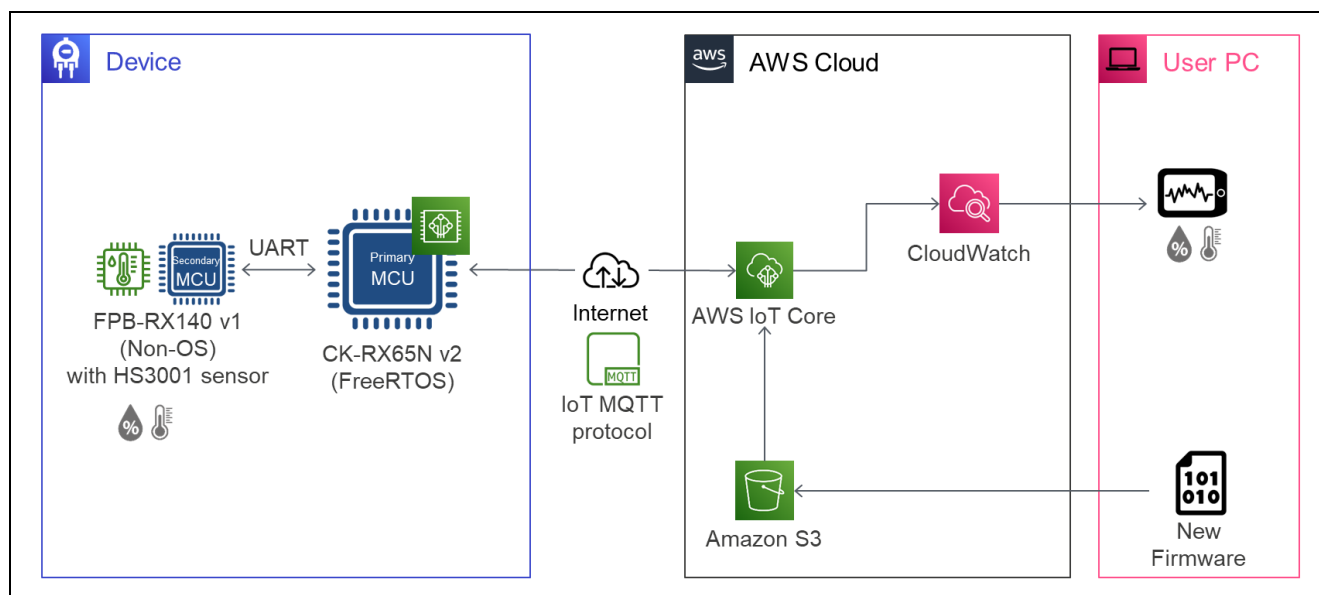 Device
Secondary
MCU
UART
Primary
MCU
FPB-RX140 v1
(Non-OS)
with HS3001 sensor
%
CK-RX65N v2
(FreeRTOS)
Internet
MQTT
IoT MQTT
protocol
aws
AWS Cloud
AWS IoT Core
CloudWatch
Amazon S3
User PC
%
101
010
New
Firmware